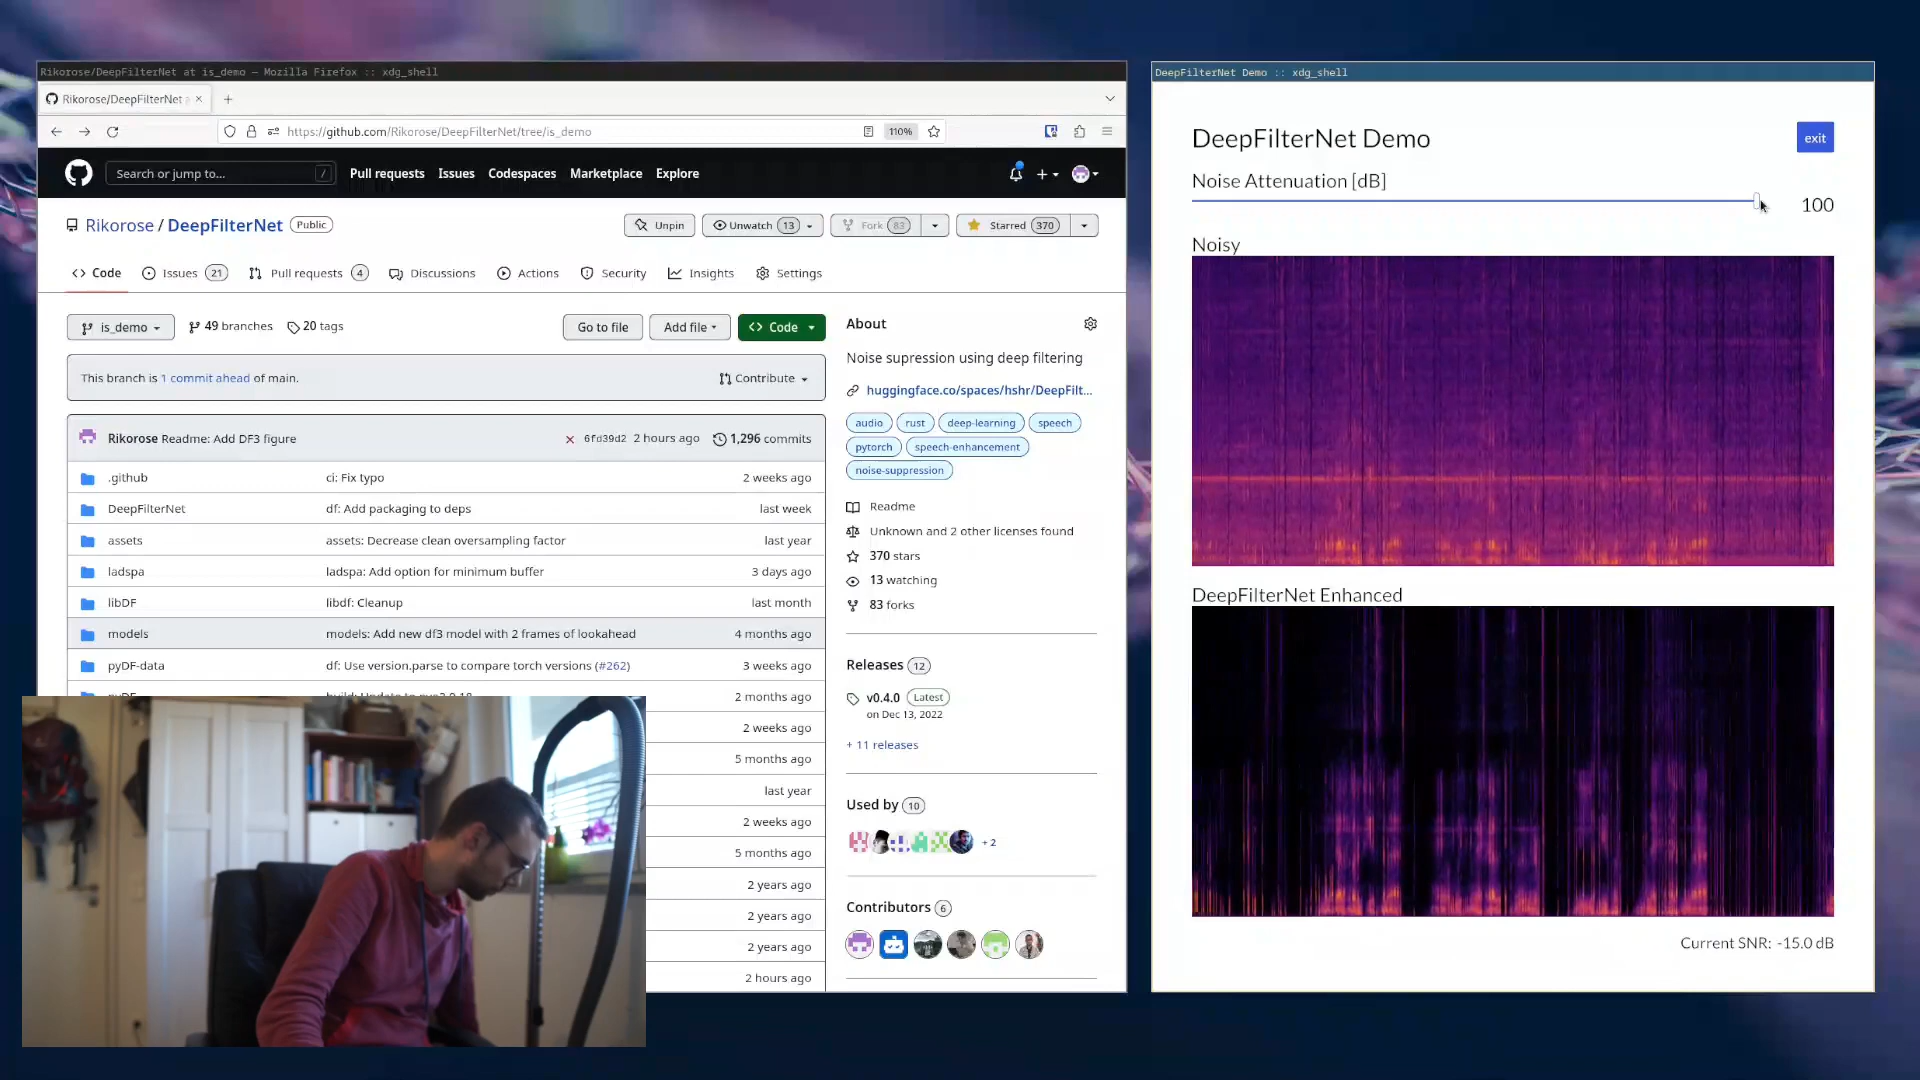 Rikorose/DeepFilterNet at is_demo — Mozilla Firefox :: xdg_shell
Rikorose/DeepFilterNet
https://github.com/Rikorose/DeepFilterNet/tree/is_demo
110%
Search or jump to...
/
Pull requests
Issues
Codespaces
Marketplace
Explore
Rikorose / DeepFilterNet
Public
Unpin
Unwatch 13
Fork 83
Starred 370
Code
Issues 21
Pull requests 4
Discussions
Actions
Security
Insights
Settings
is_demo
49 branches
20 tags
Go to file
Add file
Code
This branch is 1 commit ahead of main.
Contribute
Rikorose Readme: Add DF3 figure
6fd39d2 2 hours ago
1,296 commits
.github ci: Fix typo 2 weeks ago
DeepFilterNet df: Add packaging to deps last week
assets assets: Decrease clean oversampling factor last year
ladspa ladspa: Add option for minimum buffer 3 days ago
libDF libdf: Cleanup last month
models models: Add new df3 model with 2 frames of lookahead 4 months ago
pyDF-data df: Use version.parse to compare torch versions (#262) 3 weeks ago
pyDF 2 months ago
2 weeks ago
5 months ago
last year
2 weeks ago
5 months ago
2 years ago
2 years ago
2 years ago
2 hours ago
About
Noise supression using deep filtering
huggingface.co/spaces/hshr/DeepFilt...
audio
rust
deep-learning
speech
pytorch
speech-enhancement
noise-suppression
Readme
Unknown and 2 other licenses found
370 stars
13 watching
83 forks
Releases 12
v0.4.0 Latest
on Dec 13, 2022
+ 11 releases
Used by 10
+ 2
Contributors 6
DeepFilterNet Demo :: xdg_shell
DeepFilterNet Demo
exit
Noise Attenuation [dB]
100
Noisy
DeepFilterNet Enhanced
Current SNR: -15.0 dB